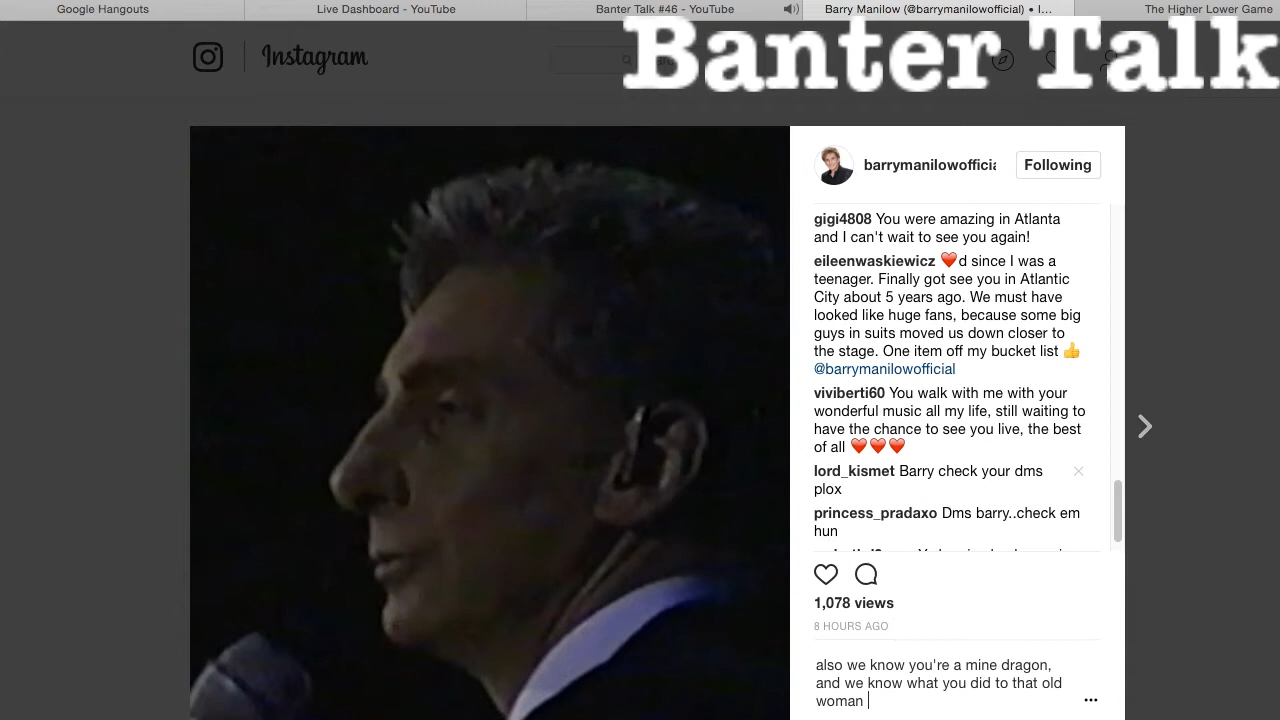 Google Hangouts
Live Dashboard - YouTube
Banter Talk #46 - YouTube
Barry Manilow (@barrymanilowofficial) • I...
The Higher Lower Game
Banter Talk
Instagram
barrymanilowoffici
Following
gigi4808 You were amazing in Atlanta
and I can't wait to see you again!
eileenwaskiewicz ❤️d since I was a
teenager. Finally got see you in Atlantic
City about 5 years ago. We must have
looked like huge fans, because some big
guys in suits moved us down closer to
the stage. One item off my bucket list 👍
@barrymanilowofficial
viviberti60 You walk with me with your
wonderful music all my life, still waiting to
have the chance to see you live, the best
of all ❤️❤️❤️
lord_kismet Barry check your dms
plox
princess_pradaxo Dms barry..check em
hun
1,078 views
8 HOURS AGO
also we know you're a mine dragon,
and we know what you did to that old
woman